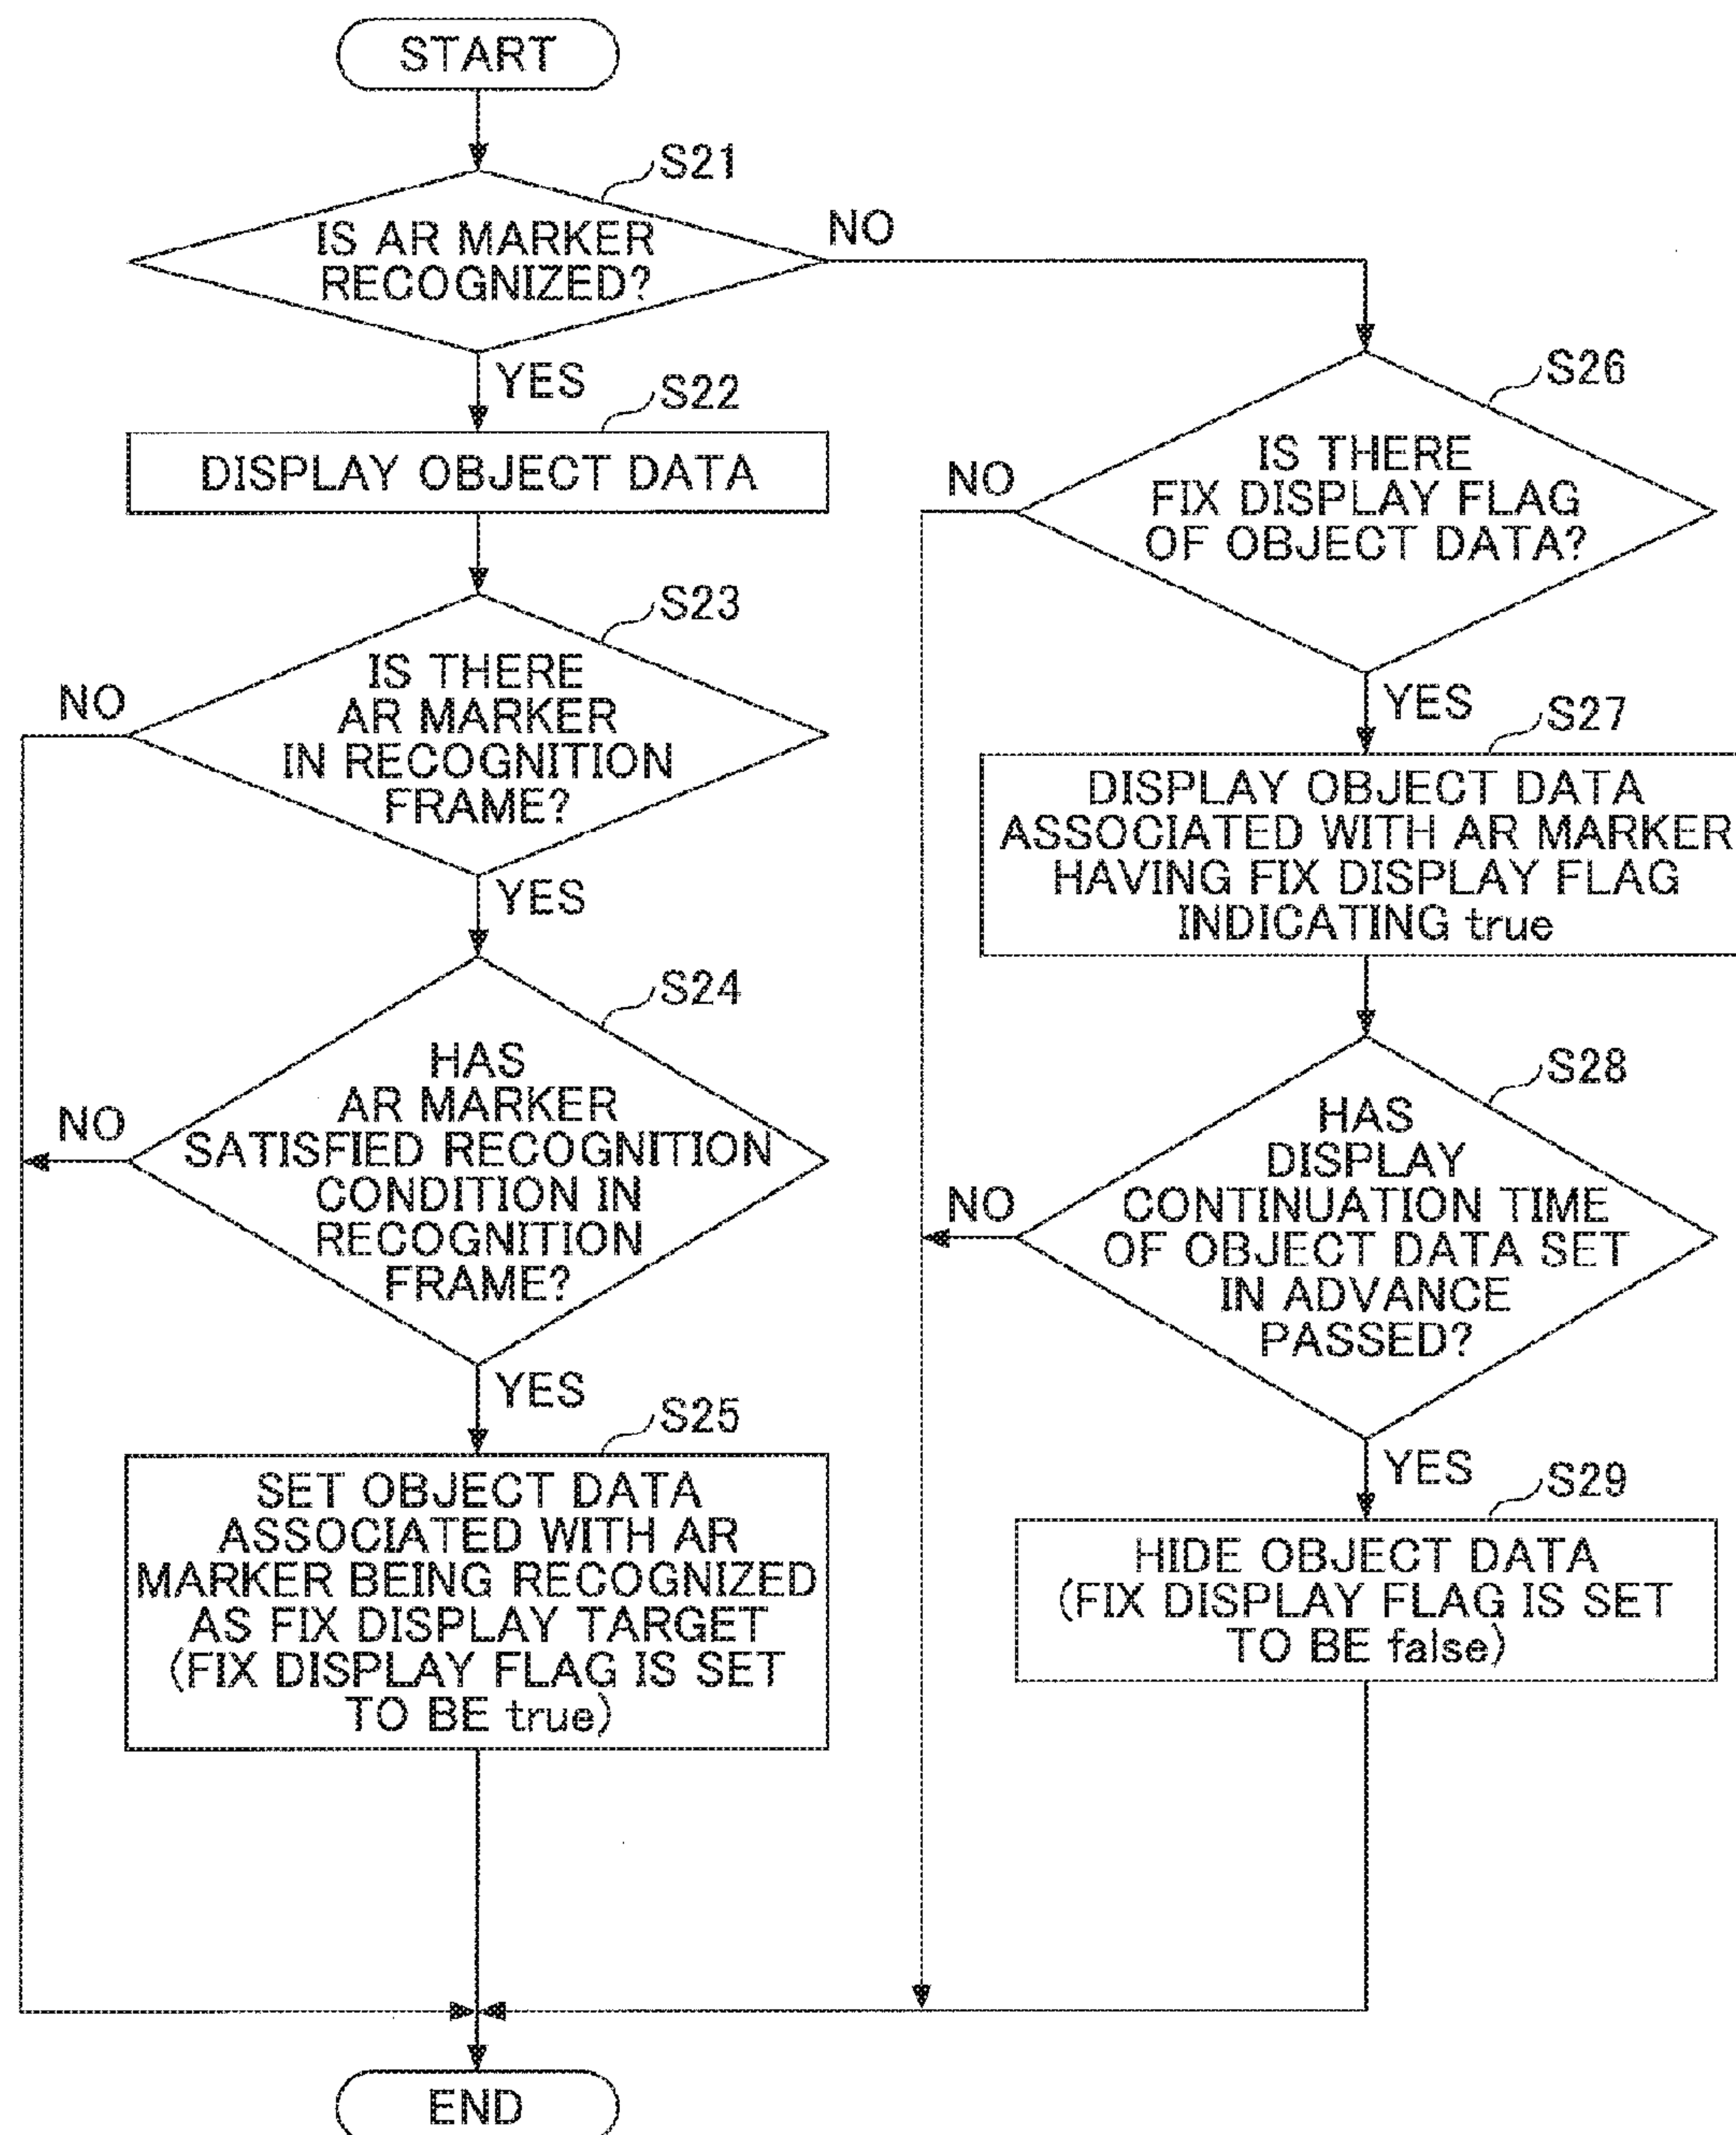 START
S21
IS AR MARKER
RECOGNIZED?
NO
YES
S22
DISPLAY OBJECT DATA
S23
IS THERE
AR MARKER
IN RECOGNITION
FRAME?
NO
YES
S24
HAS
AR MARKER
SATISFIED RECOGNITION
CONDITION IN
RECOGNITION
FRAME?
NO
YES
S25
SET OBJECT DATA
ASSOCIATED WITH AR
MARKER BEING RECOGNIZED
AS FIX DISPLAY TARGET
(FIX DISPLAY FLAG IS SET
TO BE true)
S26
IS THERE
FIX DISPLAY FLAG
OF OBJECT DATA?
NO
YES
S27
DISPLAY OBJECT DATA
ASSOCIATED WITH AR MARKER
HAVING FIX DISPLAY FLAG
INDICATING true
S28
HAS
DISPLAY
CONTINUATION TIME
OF OBJECT DATA SET
IN ADVANCE
PASSED?
NO
YES
S29
HIDE OBJECT DATA
(FIX DISPLAY FLAG IS SET
TO BE false)
END